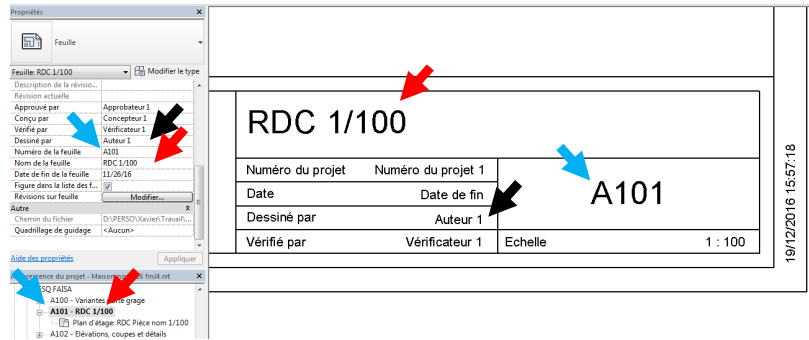 Propriétés
Feuille
Feuille: RDC 1/100
Modifier le type
Description de la révisio...
Révision actuelle
Approuvé par Approbateur 1
Conçu par Concepteur 1
Vérifié par Vérificateur 1
Dessiné par Auteur 1
Numéro de la feuille A101
Nom de la feuille RDC 1/100
Date de fin de la feuille 11/26/16
Figure dans la liste des f...
Révisions sur feuille Modifier...
Autre
Chemin du fichier D:\PERSO\Xavier\Travail\...
Quadrillage de guidage <Aucun>
Aide des propriétés Appliquer
du projet -
A100 - Variantes
A101 - RDC 1/100
Plan d'étage: RDC Pièce nom 1/100
A102 - Elévations, coupes et détails
RDC 1/100
Numéro du projet Numéro du projet 1
Date Date de fin
Dessiné par Auteur 1
Vérifié par Vérificateur 1
A101
Echelle 1 : 100
19/12/2016 15:57:18